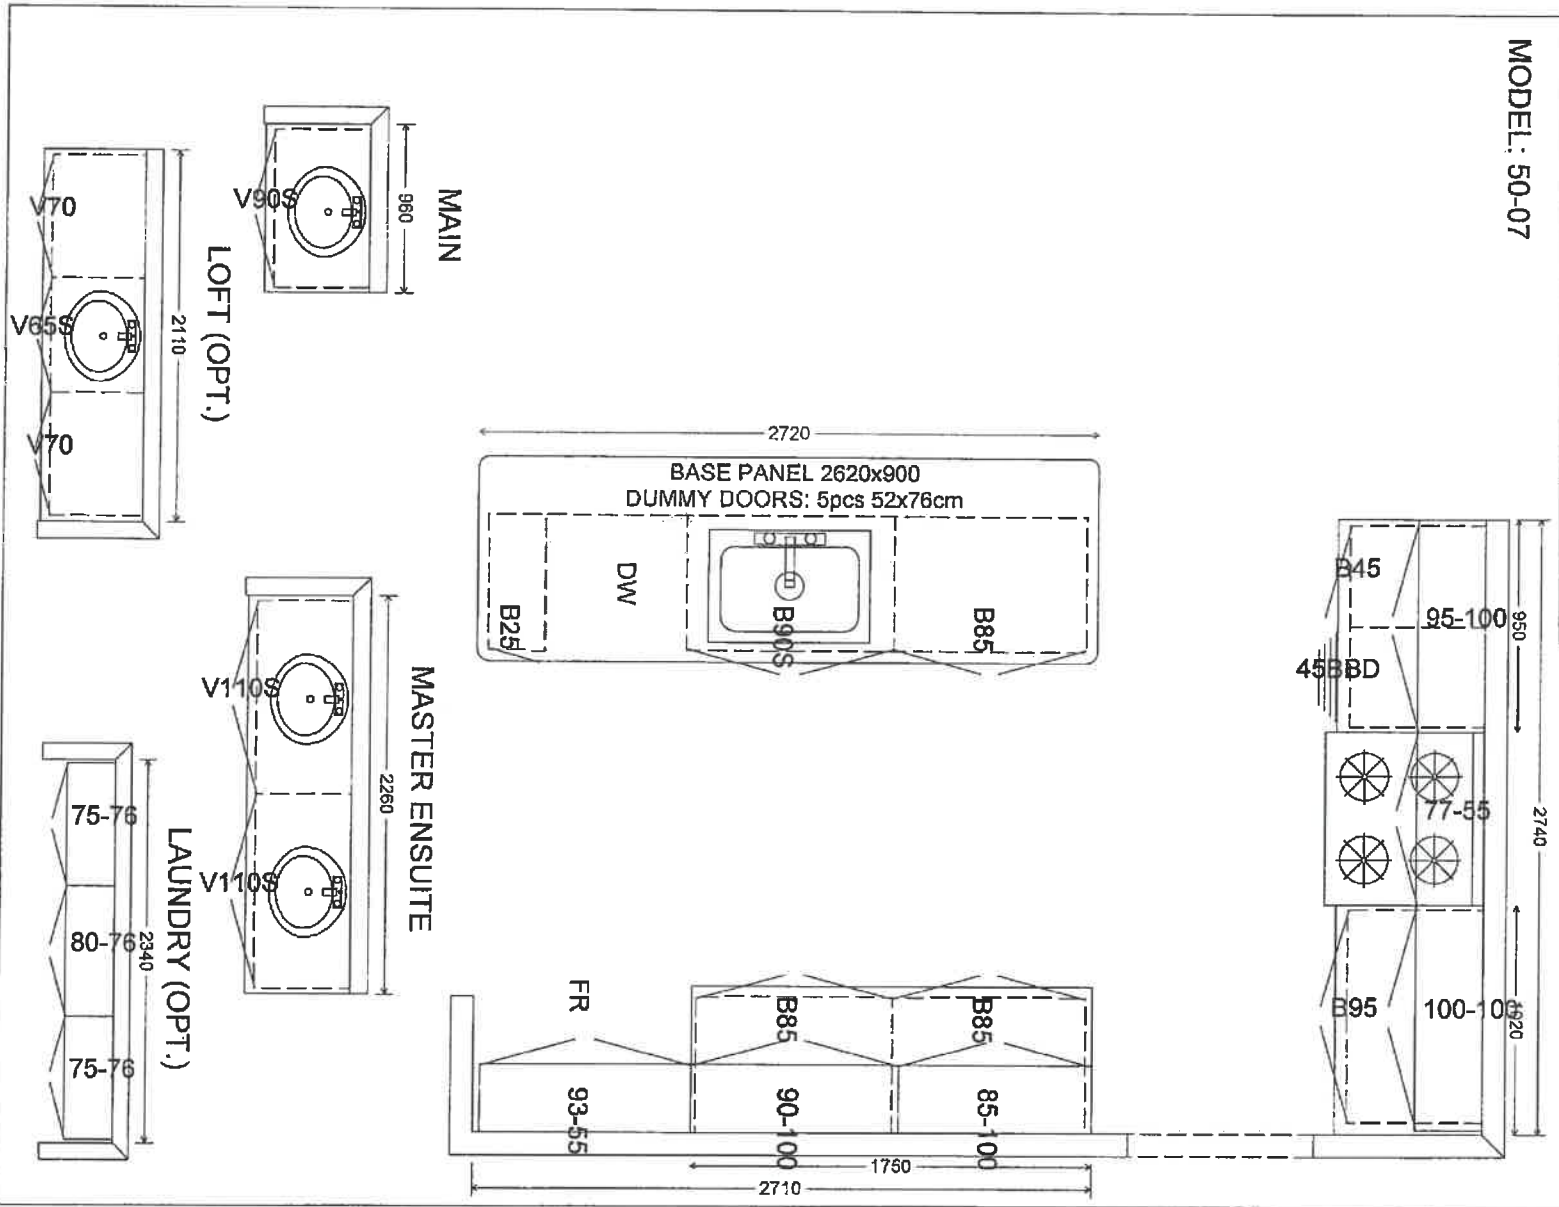 MODEL: 50-07
MAIN
960
V90S
LOFT (OPT.)
2110
V70
V65S
V70
MASTER ENSUITE
2260
V110S
V110S
LAUNDRY (OPT.)
2340
75-76
80-76
75-76
2720
BASE PANEL 2620x900
DUMMY DOORS: 5pcs 52x76cm
B25
DW
B90S
B85
FR
B85
B85
93-55
90-100
85-100
1760
2710
B45
95-100
950
45BBD
77-55
2740
B95
100-100
1020